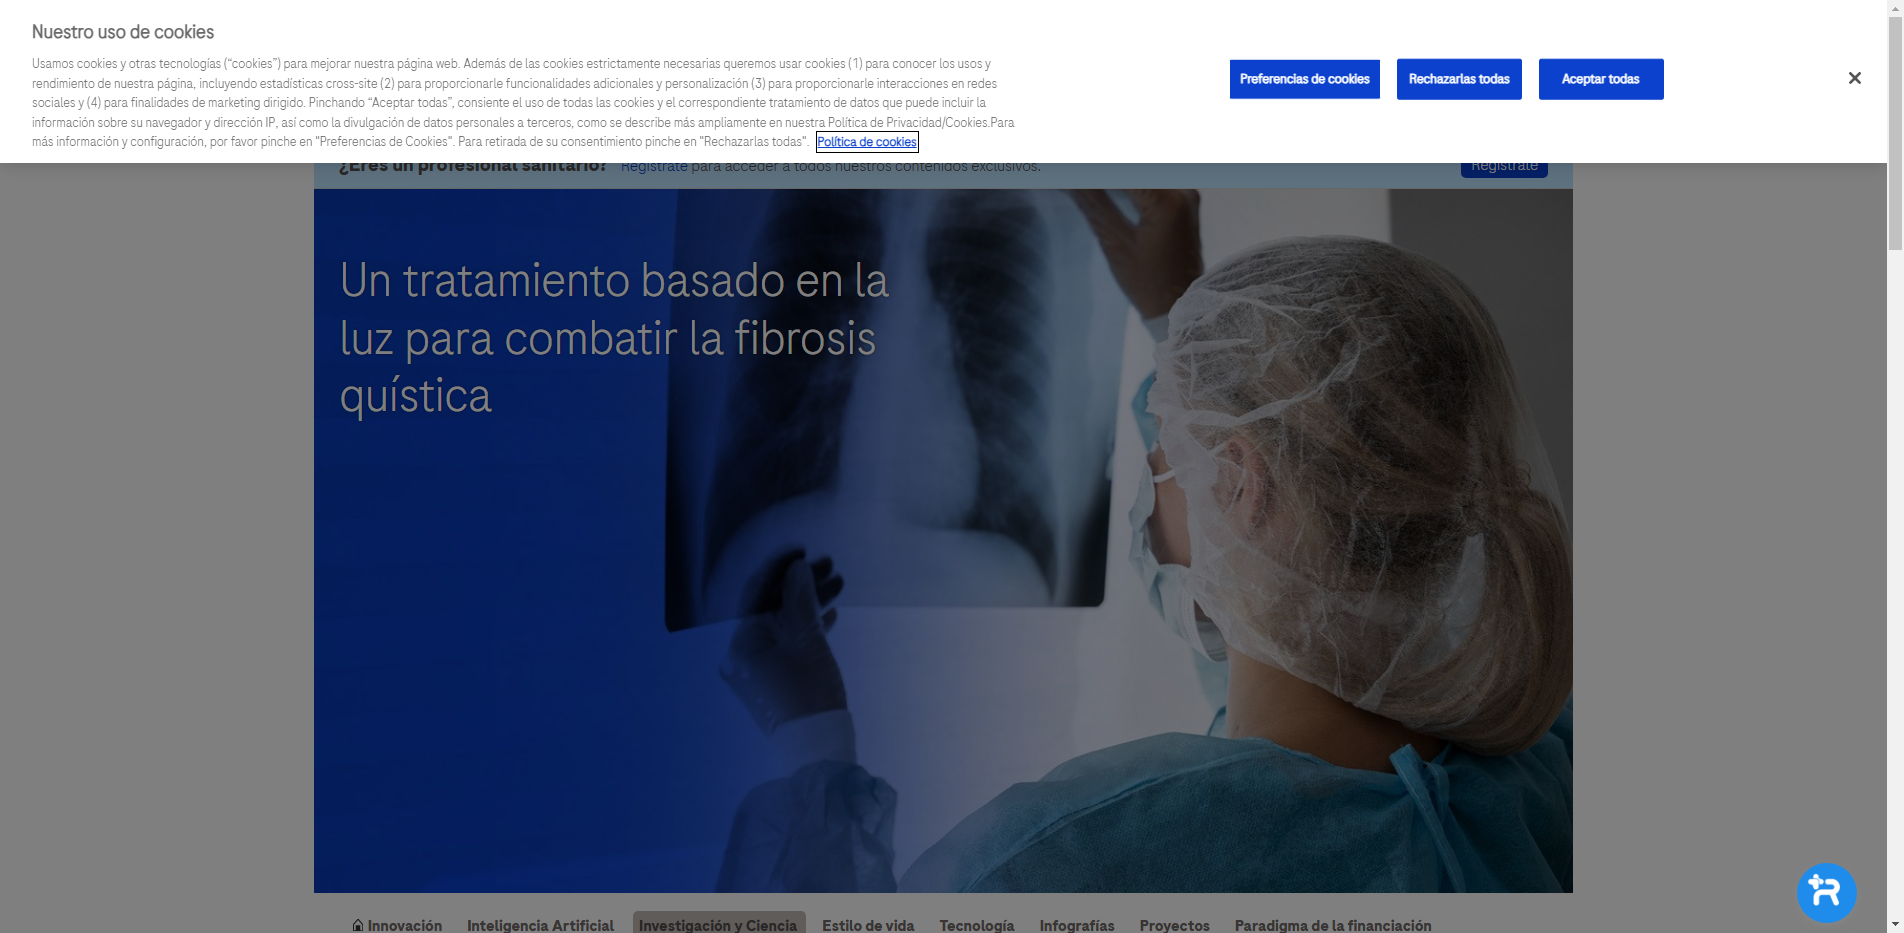 Nuestro uso de cookies
Usamos cookies y otras tecnologías (“cookies”) para mejorar nuestra página web. Además de las cookies estrictamente necesarias queremos usar cookies (1) para conocer los usos y
rendimiento de nuestra página, incluyendo estadísticas cross-site (2) para proporcionarle funcionalidades adicionales y personalización (3) para proporcionarle interacciones en redes
sociales y (4) para finalidades de marketing dirigido. Pinchando “Aceptar todas”, consiente el uso de todas las cookies y el correspondiente tratamiento de datos que puede incluir la
información sobre su navegador y dirección IP, así como la divulgación de datos personales a terceros, como se describe más ampliamente en nuestra Política de Privacidad/Cookies.Para
más información y configuración, por favor pinche en "Preferencias de Cookies". Para retirada de su consentimiento pinche en "Rechazarlas todas". Política de cookies
Preferencias de cookies
Rechazarlas todas
Aceptar todas
¿Eres un profesional sanitario? Regístrate para acceder a todos nuestros contenidos exclusivos.
Regístrate
Un tratamiento basado en la
luz para combatir la fibrosis
quística
Innovación Inteligencia Artificial Investigación y Ciencia Estilo de vida Tecnología Infografías Proyectos Paradigma de la financiación